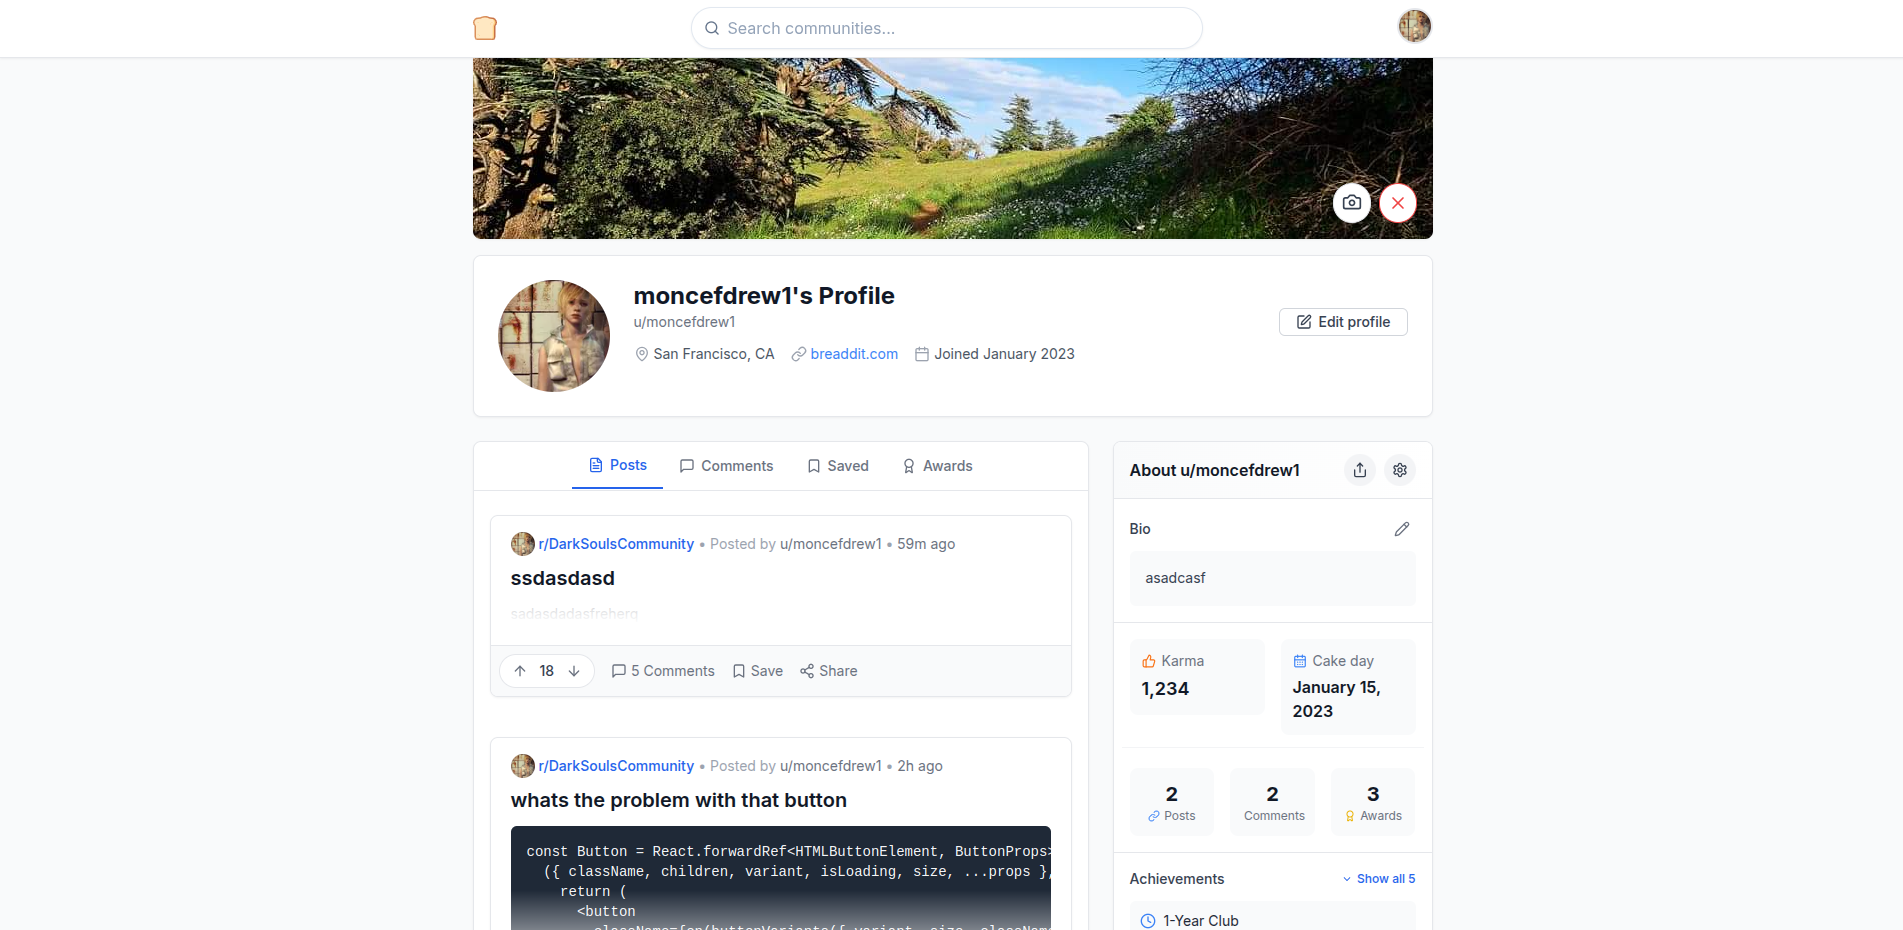 Search communities...
moncefdrew1's Profile
u/moncefdrew1
San Francisco, CA breaddit.com Joined January 2023
Edit profile
Posts Comments Saved Awards
r/DarkSoulsCommunity • Posted by u/moncefdrew1 • 59m ago
ssdasdasd
sadasdadasfreherg
18 5 Comments Save Share
r/DarkSoulsCommunity • Posted by u/moncefdrew1 • 2h ago
whats the problem with that button
const Button = React.forwardRef<HTMLButtonElement, ButtonProps>
({ className, children, variant, isLoading, size, ...props },
return (
<button
About u/moncefdrew1
Bio
asadcasf
Karma
1,234
Cake day
January 15,
2023
2
Posts
2
Comments
3
Awards
Achievements
Show all 5
1-Year Club